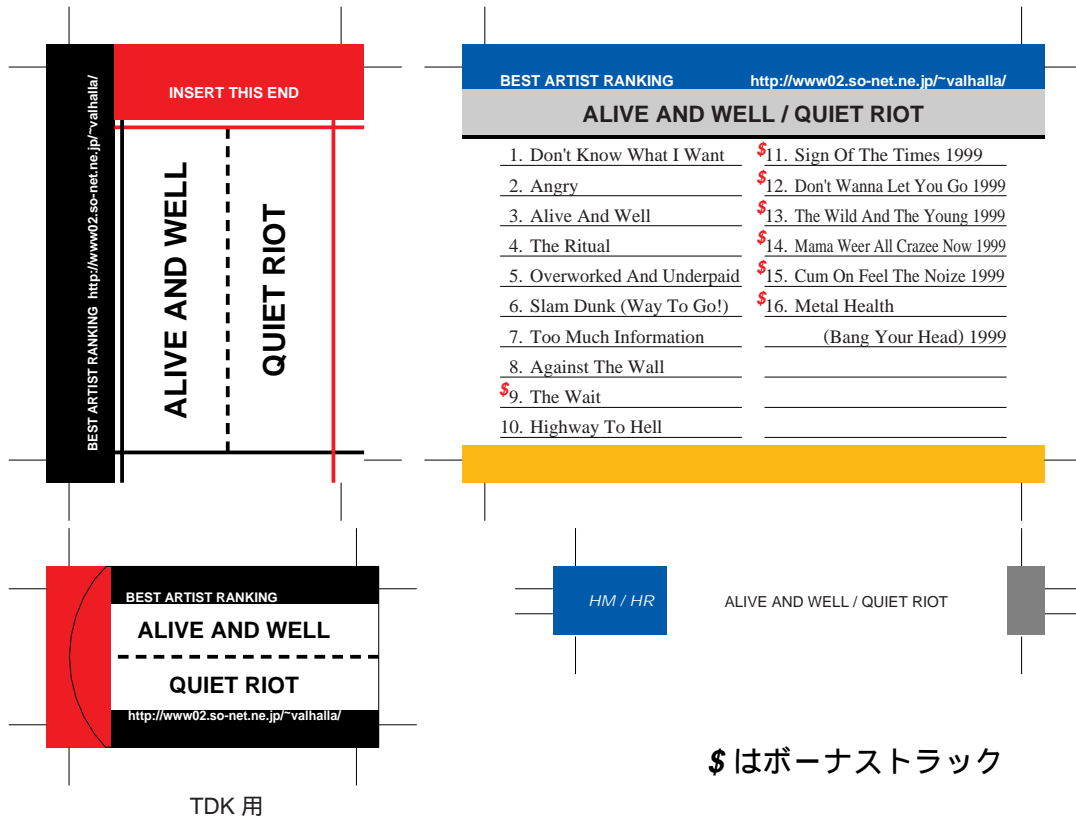 BEST ARTIST RANKING http://www02.so-net.ne.jp/~valhalla/
INSERT THIS END
ALIVE AND WELL
QUIET RIOT
BEST ARTIST RANKING http://www02.so-net.ne.jp/~valhalla/
ALIVE AND WELL / QUIET RIOT
1. Don't Know What I Want
2. Angry
3. Alive And Well
4. The Ritual
5. Overworked And Underpaid
6. Slam Dunk (Way To Go!)
7. Too Much Information
8. Against The Wall
$9. The Wait
10. Highway To Hell
$11. Sign Of The Times 1999
$12. Don't Wanna Let You Go 1999
$13. The Wild And The Young 1999
$14. Mama Weer All Crazee Now 1999
$15. Cum On Feel The Noize 1999
$16. Metal Health
(Bang Your Head) 1999
BEST ARTIST RANKING
ALIVE AND WELL
QUIET RIOT
http://www02.so-net.ne.jp/~valhalla/
TDK 用
HM / HR
ALIVE AND WELL / QUIET RIOT
$ はボーナストラック